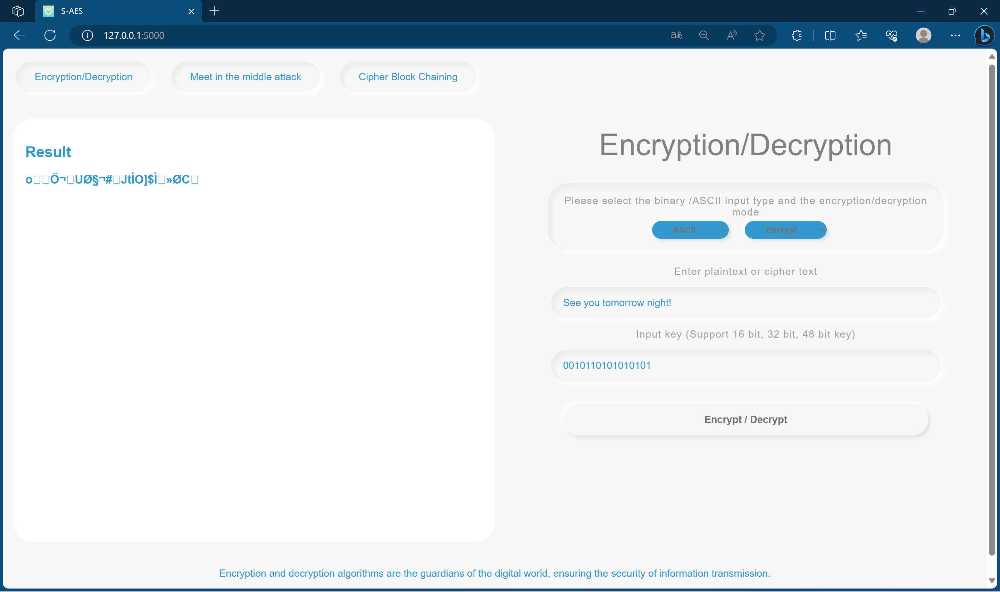 S-AES
127.0.0.1:5000
Encryption/Decryption
Meet in the middle attack
Cipher Block Chaining
Result
o□□Ö¬□UØ§¬#□JtÍO]$Ì□»ØC□
Encryption/Decryption
Please select the binary /ASCII input type and the encryption/decryption
mode
ASCII
Encrypt
Enter plaintext or cipher text
See you tomorrow night!
Input key (Support 16 bit, 32 bit, 48 bit key)
0010110101010101
Encrypt / Decrypt
Encryption and decryption algorithms are the guardians of the digital world, ensuring the security of information transmission.